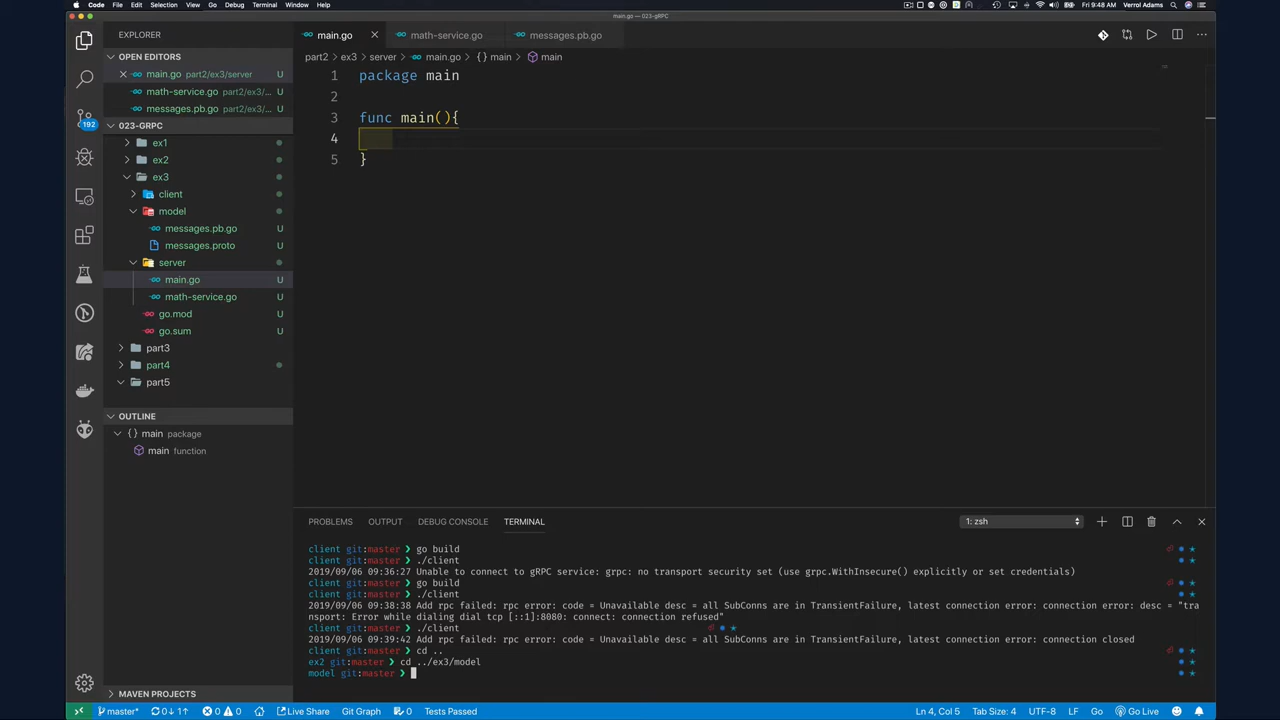 Code File Edit Selection View Go Debug Terminal Window Help
Fri 9:48 AM Verrol Adams
main.go — 023-gRPC
EXPLORER
main.go
math-service.go
messages.pb.go
OPEN EDITORS
main.go part2/ex3/server U
math-service.go part2/ex3/... U
messages.pb.go part2/ex3/... U
part2 > ex3 > server > main.go > {} main > main
1 package main
2
3 func main(){
4
5 }
192
023-GRPC
ex1
ex2
ex3
client
model
messages.pb.go U
messages.proto U
server
main.go U
math-service.go U
go.mod U
go.sum U
part3
part4
part5
OUTLINE
{} main package
main function
MAVEN PROJECTS
PROBLEMS OUTPUT DEBUG CONSOLE TERMINAL
1: zsh
client git:master ❯ go build
client git:master ❯ ./client
2019/09/06 09:36:27 Unable to connect to gRPC service: grpc: no transport security set (use grpc.WithInsecure() explicitly or set credentials)
client git:master ❯ go build
client git:master ❯ ./client
2019/09/06 09:38:38 Add rpc failed: rpc error: code = Unavailable desc = all SubConns are in TransientFailure, latest connection error: connection error: desc = "tra
nsport: Error while dialing dial tcp [::1]:8080: connect: connection refused"
client git:master ❯ ./client
2019/09/06 09:39:42 Add rpc failed: rpc error: code = Unavailable desc = all SubConns are in TransientFailure, latest connection error: connection closed
client git:master ❯ cd ..
ex2 git:master ❯ cd ../ex3/model
model git:master ❯
master* 0↓ 1↑ 0 0 Live Share Git Graph 0 Tests Passed
Ln 4, Col 5 Tab Size: 4 UTF-8 LF Go Go Live